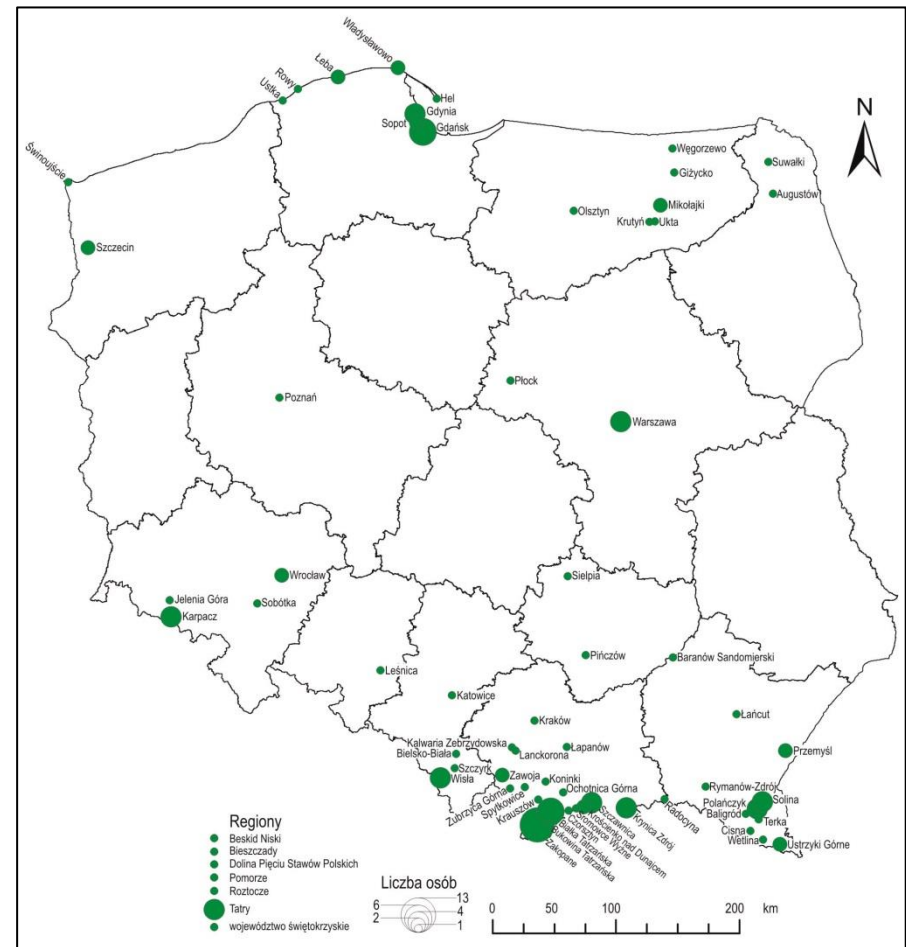 Władysławowo
Łeba
Rowy
Ustka
Hel
Gdynia
Sopot
Gdańsk
N
Świnoujście
Węgorzewo
Suwałki
Giżycko
Augustów
Mikołajki
Olsztyn
Krutyń
Ukta
Szczecin
Płock
Poznań
Warszawa
Wrocław
Sielpia
Jelenia Góra
Sobótka
Karpacz
Pińczów
Baranów Sandomierski
Leśnica
Katowice
Łańcut
Kraków
Kalwaria Zebrzydowska
Lanckorona
Łapanów
Bielsko-Biała
Przemyśl
Szczyrk
Wisła
Zawoja
Koninki
Rymanów-Zdrój
Zubrzyca Górna
Spytkowice
Ochotnica Górna
Polańczyk
Solina
Krauszów
Szczawnica
Krynica Zdrój
Radocyna
Baligród
Terka
Krościenko nad Dunajcem
Sromowce Wyżne
Czorsztyn
Cisna
Białka Tatrzańska
Wetlina
Ustrzyki Górne
Bukowina Tatrzańska
Zakopane
Regiony
Beskid Niski
Bieszczady
Dolina Pięciu Stawów Polskich
Pomorze
Roztocze
Tatry
województwo świętokrzyskie
Liczba osób
13
6
4
2
1
0 50 100 200 km